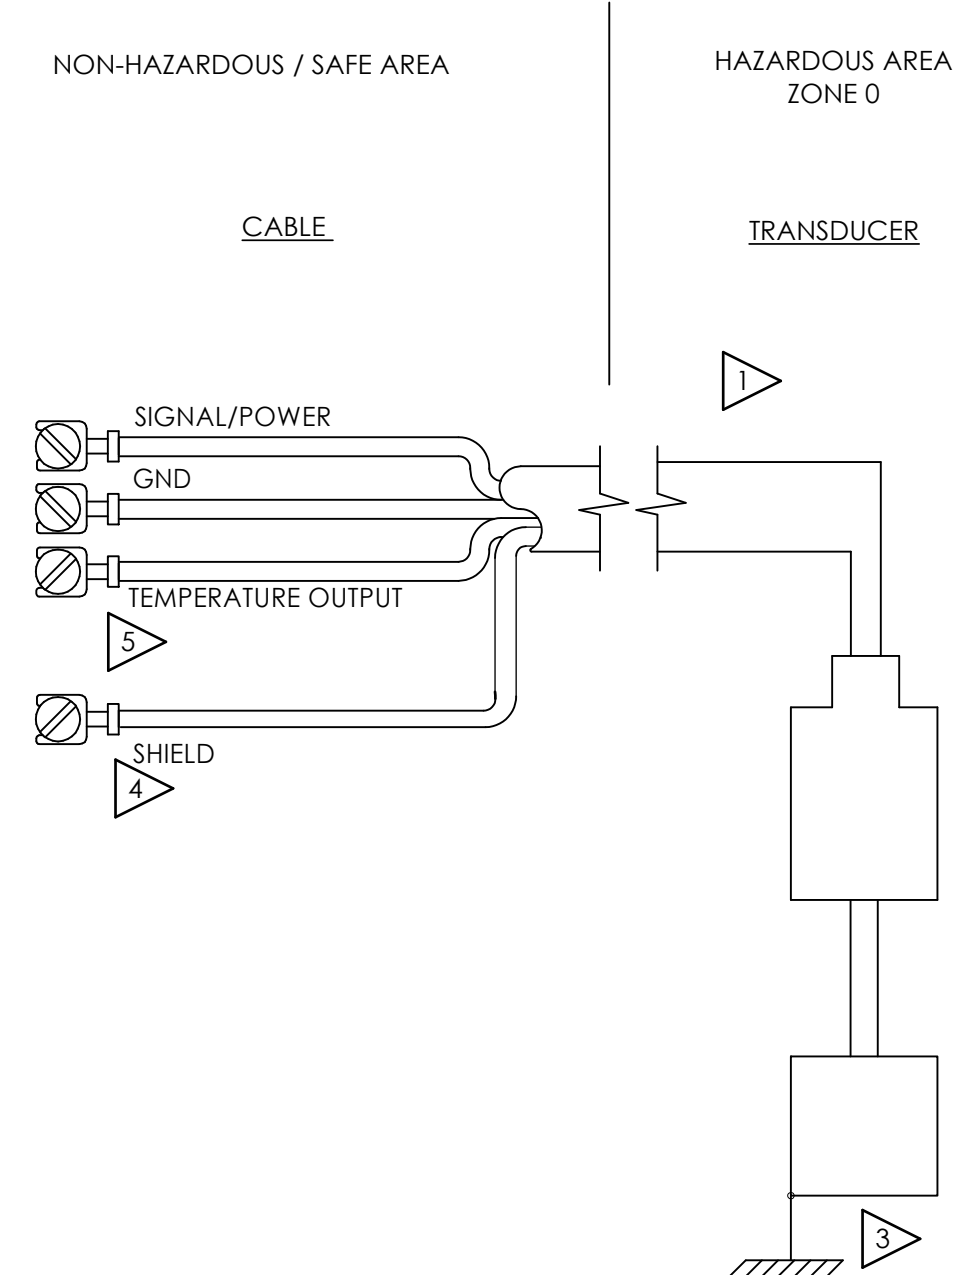 NON-HAZARDOUS / SAFE AREA
HAZARDOUS AREA
ZONE 0
CABLE
TRANSDUCER
1
SIGNAL/POWER
GND
TEMPERATURE OUTPUT
5
SHIELD
4
3